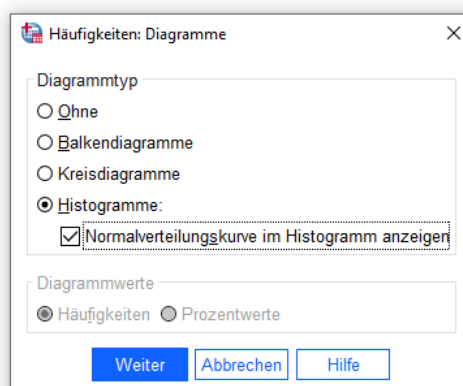 Häufigkeiten: Diagramme
Diagrammtyp
Ohne
Balkendiagramme
Kreisdiagramme
Histogramme:
Normalverteilungskurve im Histogramm anzeigen
Diagrammwerte
Häufigkeiten Prozentwerte
Weiter Abbrechen Hilfe